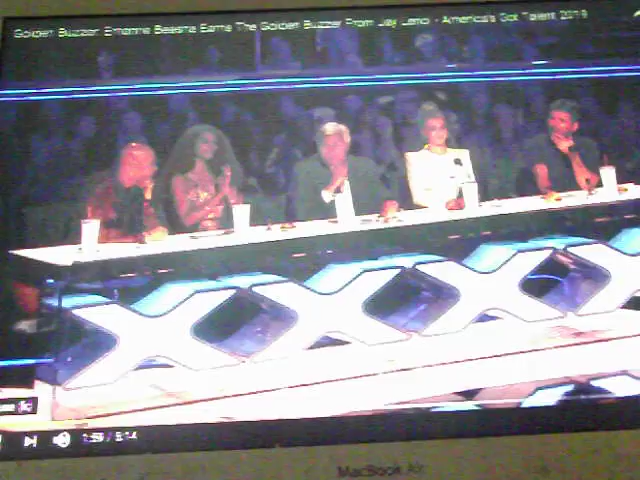 Golden Buzzer: Emanne Beasha Earns The Golden Buzzer From Jay Leno! - America's Got Talent 2019
MacBook Air